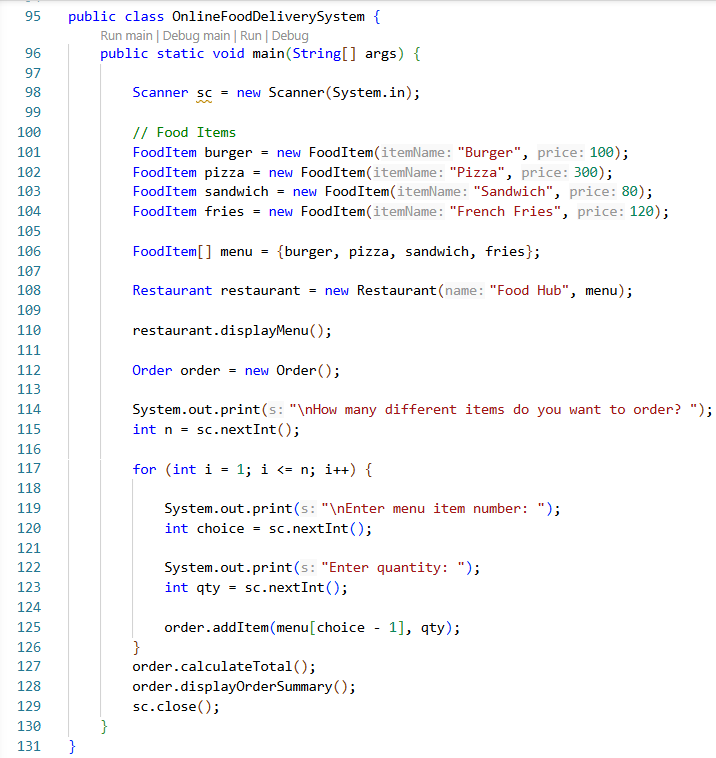 95 public class OnlineFoodDeliverySystem {
Run main | Debug main | Run | Debug
96     public static void main(String[] args) {
97
98         Scanner sc = new Scanner(System.in);
99
100         // Food Items
101         FoodItem burger = new FoodItem(itemName: "Burger", price: 100);
102         FoodItem pizza = new FoodItem(itemName: "Pizza", price: 300);
103         FoodItem sandwich = new FoodItem(itemName: "Sandwich", price: 80);
104         FoodItem fries = new FoodItem(itemName: "French Fries", price: 120);
105
106         FoodItem[] menu = {burger, pizza, sandwich, fries};
107
108         Restaurant restaurant = new Restaurant(name: "Food Hub", menu);
109
110         restaurant.displayMenu();
111
112         Order order = new Order();
113
114         System.out.print(s: "\nHow many different items do you want to order? ");
115         int n = sc.nextInt();
116
117         for (int i = 1; i <= n; i++) {
118
119             System.out.print(s: "\nEnter menu item number: ");
120             int choice = sc.nextInt();
121
122             System.out.print(s: "Enter quantity: ");
123             int qty = sc.nextInt();
124
125             order.addItem(menu[choice - 1], qty);
126         }
127         order.calculateTotal();
128         order.displayOrderSummary();
129         sc.close();
130     }
131 }